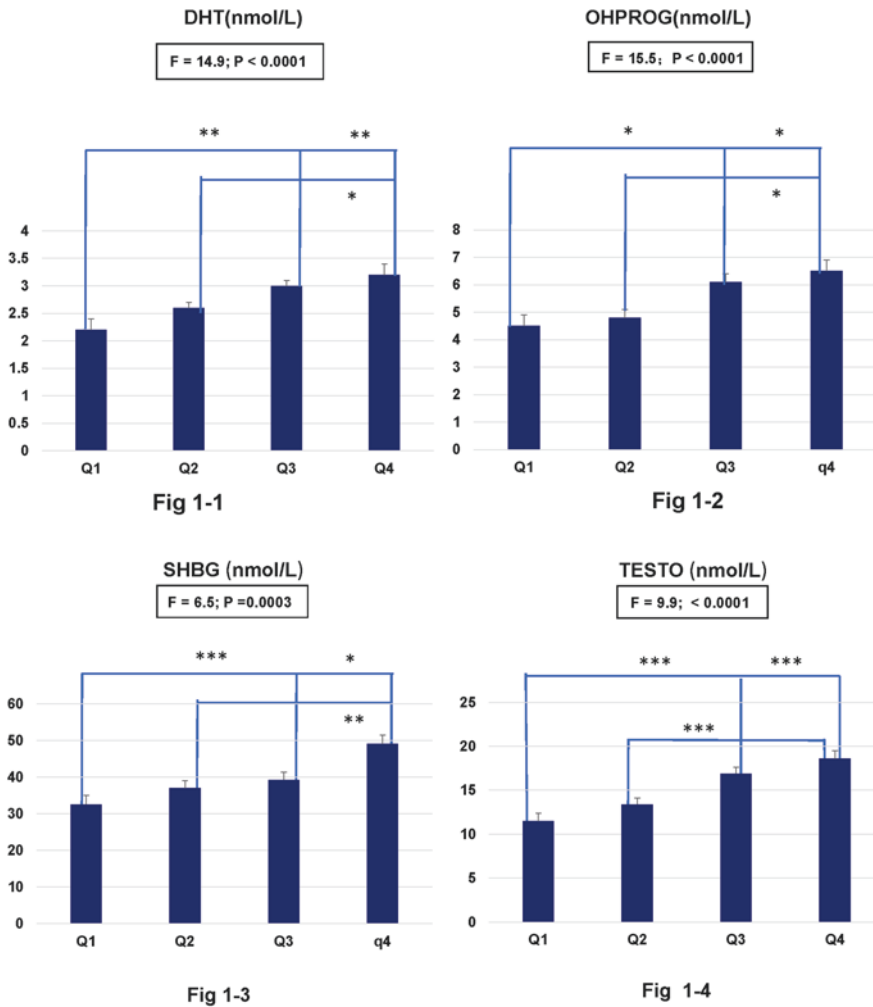 DHT(nmol/L)
F = 14.9; P < 0.0001
** **
*
4
3.5
3
2.5
2
1.5
1
0.5
0
Q1 Q2 Q3 Q4
Fig 1-1
OHPROG(nmol/L)
F = 15.5; P < 0.0001
* *
*
8
7
6
5
4
3
2
1
0
Q1 Q2 Q3 q4
Fig 1-2
SHBG (nmol/L)
F = 6.5; P =0.0003
*** *
**
60
50
40
30
20
10
0
Q1 Q2 Q3 q4
Fig 1-3
TESTO (nmol/L)
F = 9.9; < 0.0001
*** ***
***
25
20
15
10
5
0
Q1 Q2 Q3 Q4
Fig 1-4